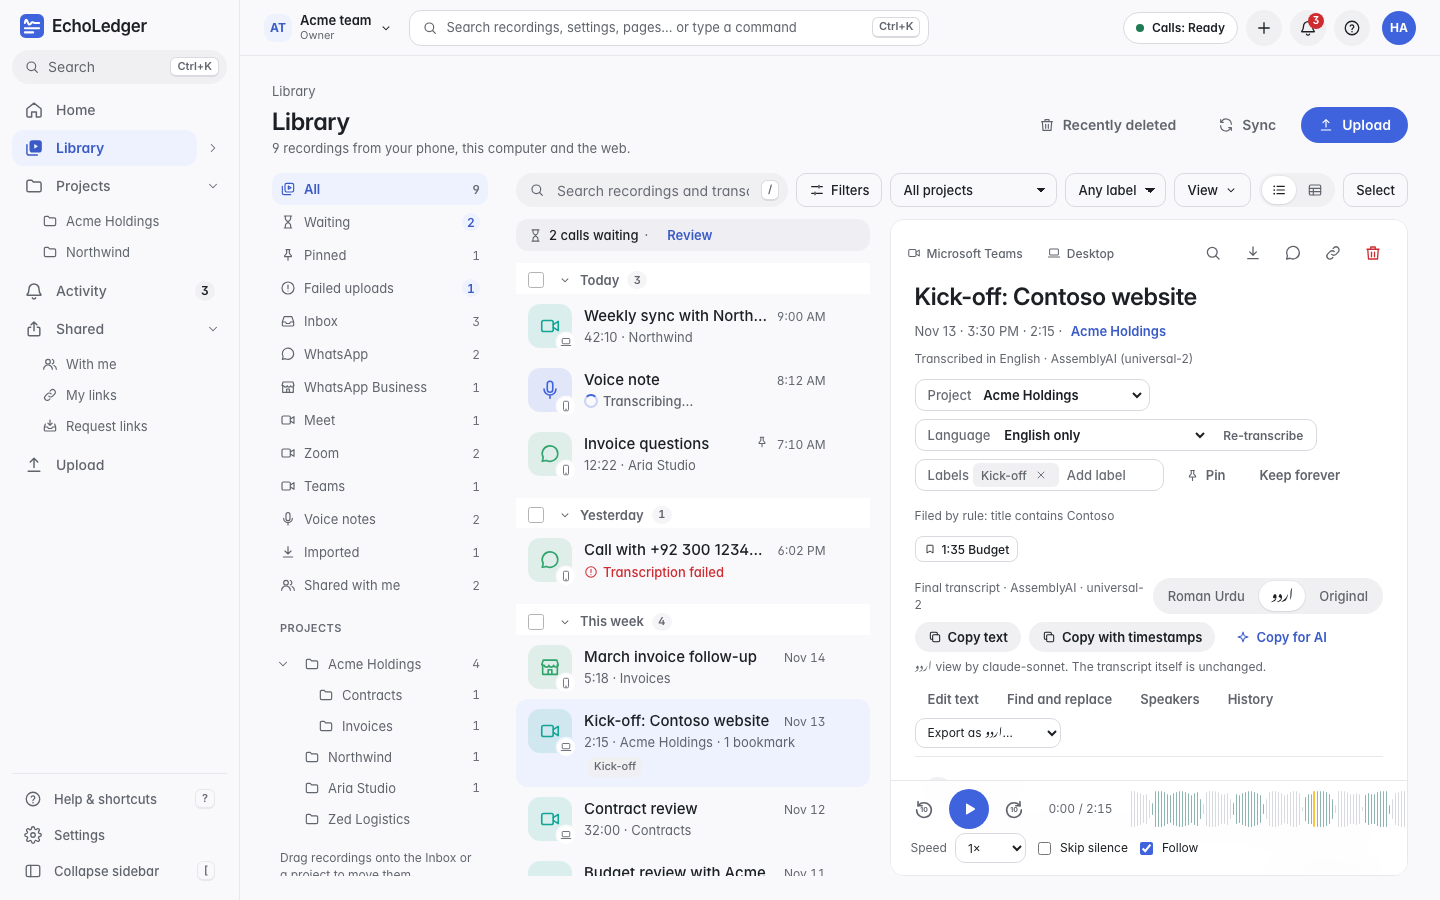 EchoLedger
Search Ctrl+K
Home
Library
Projects
Acme Holdings
Northwind
Activity 3
Shared
With me
My links
Request links
Upload
Help & shortcuts ?
Settings
Collapse sidebar [
AT Acme team
Owner
Search recordings, settings, pages... or type a command Ctrl+K
Calls: Ready
3
HA
Library
Library
9 recordings from your phone, this computer and the web.
Recently deleted
Sync
Upload
All 9
Waiting 2
Pinned 1
Failed uploads 1
Inbox 3
WhatsApp 2
WhatsApp Business 1
Meet 1
Zoom 2
Teams 1
Voice notes 2
Imported 1
Shared with me 2
PROJECTS
Acme Holdings 4
Contracts 1
Invoices 1
Northwind 1
Aria Studio 1
Zed Logistics
Drag recordings onto the Inbox or
a project to move them
Search recordings and transc /
Filters
All projects
Any label
View
Select
2 calls waiting · Review
Today 3
Weekly sync with North... 9:00 AM
42:10 · Northwind
Voice note 8:12 AM
Transcribing...
Invoice questions 7:10 AM
12:22 · Aria Studio
Yesterday 1
Call with +92 300 1234... 6:02 PM
Transcription failed
This week 4
March invoice follow-up Nov 14
5:18 · Invoices
Kick-off: Contoso website Nov 13
2:15 · Acme Holdings · 1 bookmark
Kick-off
Contract review Nov 12
32:00 · Contracts
Budget review with Acme Nov 11
Microsoft Teams Desktop
Kick-off: Contoso website
Nov 13 · 3:30 PM · 2:15 · Acme Holdings
Transcribed in English · AssemblyAI (universal-2)
Project Acme Holdings
Language English only Re-transcribe
Labels Kick-off × Add label Pin Keep forever
Filed by rule: title contains Contoso
1:35 Budget
Final transcript · AssemblyAI · universal-
2
Roman Urdu اردو Original
Copy text Copy with timestamps Copy for AI
اردو view by claude-sonnet. The transcript itself is unchanged.
Edit text Find and replace Speakers History
Export as اردو...
10 10 0:00 / 2:15
Speed 1× Skip silence Follow